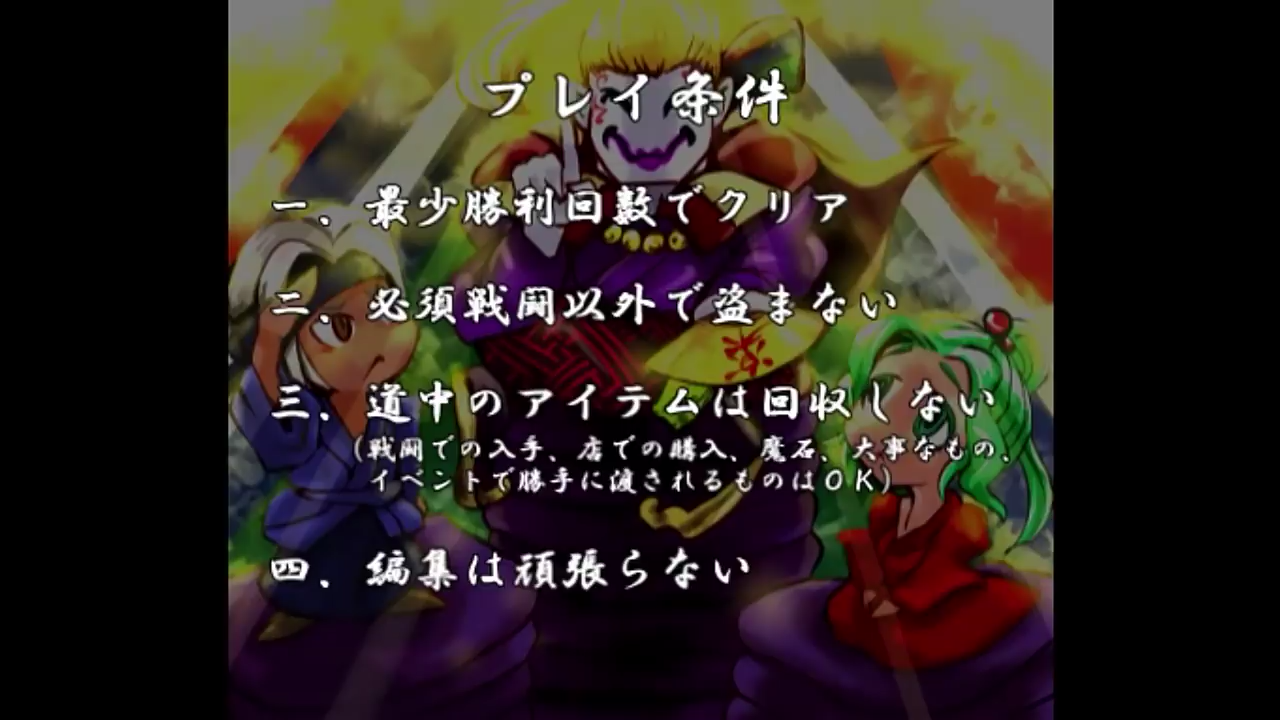 プレイ条件
一．最少勝利回数でクリア
二．必須戦闘以外で盗まない
三．道中のアイテムは回収しない
（戦闘での入手、店での購入、魔石、大事なもの、
イベントで勝手に渡されるものはＯＫ）
四．編集は頑張らない